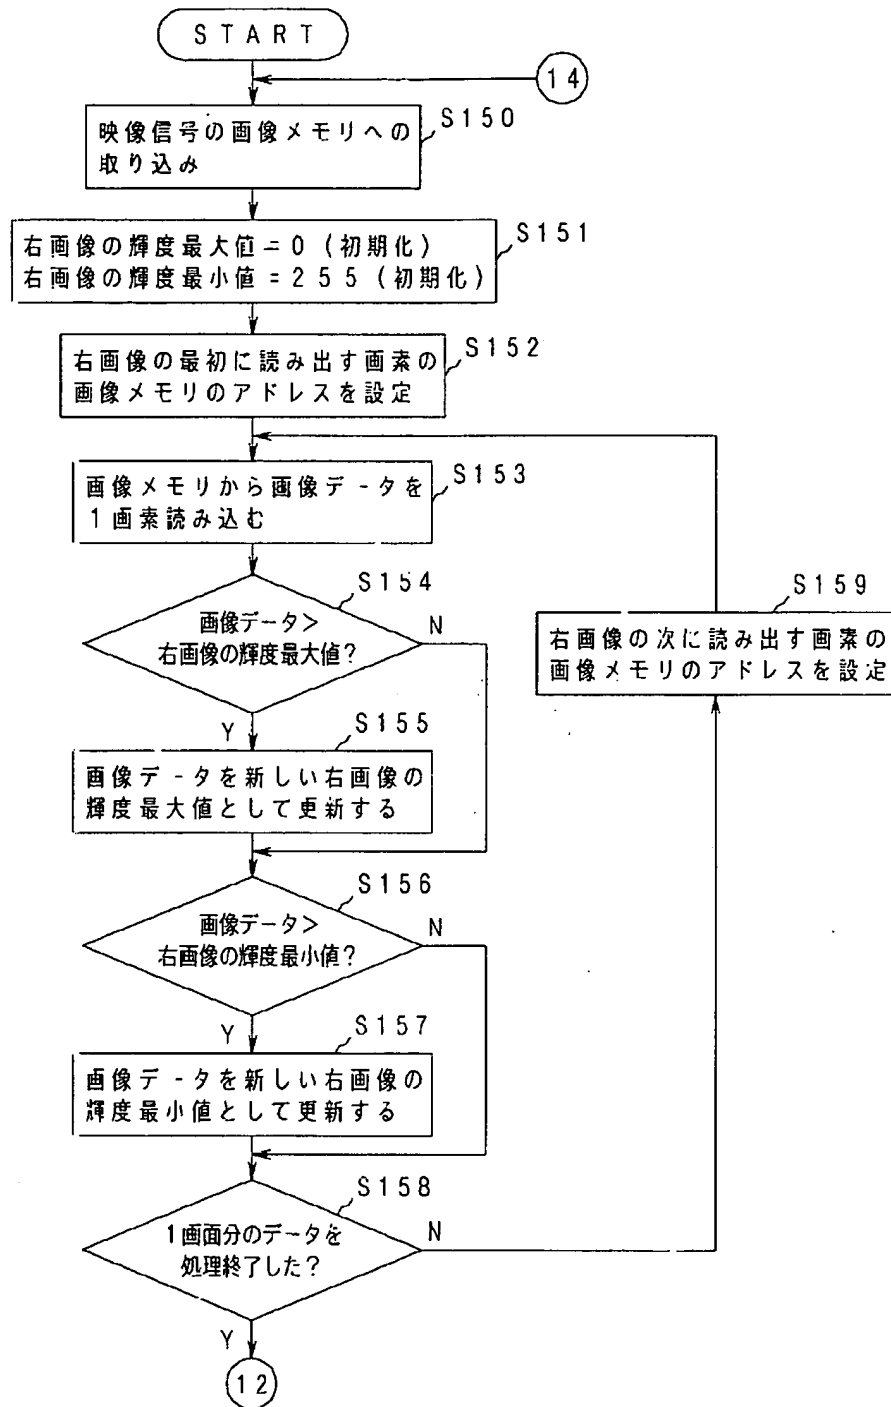 START
14
S150
映像信号の画像メモリへの
取り込み
S151
右画像の輝度最大値=0(初期化)
右画像の輝度最小値=255(初期化)
S152
右画像の最初に読み出す画素の
画像メモリのアドレスを設定
S153
画像メモリから画像データを
1画素読み込む
S154
画像データ>
右画像の輝度最大値?
N
Y
S155
画像データを新しい右画像の
輝度最大値として更新する
S156
画像データ>
右画像の輝度最小値?
N
Y
S157
画像データを新しい右画像の
輝度最小値として更新する
S158
1画面分のデータを
処理終了した?
N
Y
S159
右画像の次に読み出す画素の
画像メモリのアドレスを設定
12